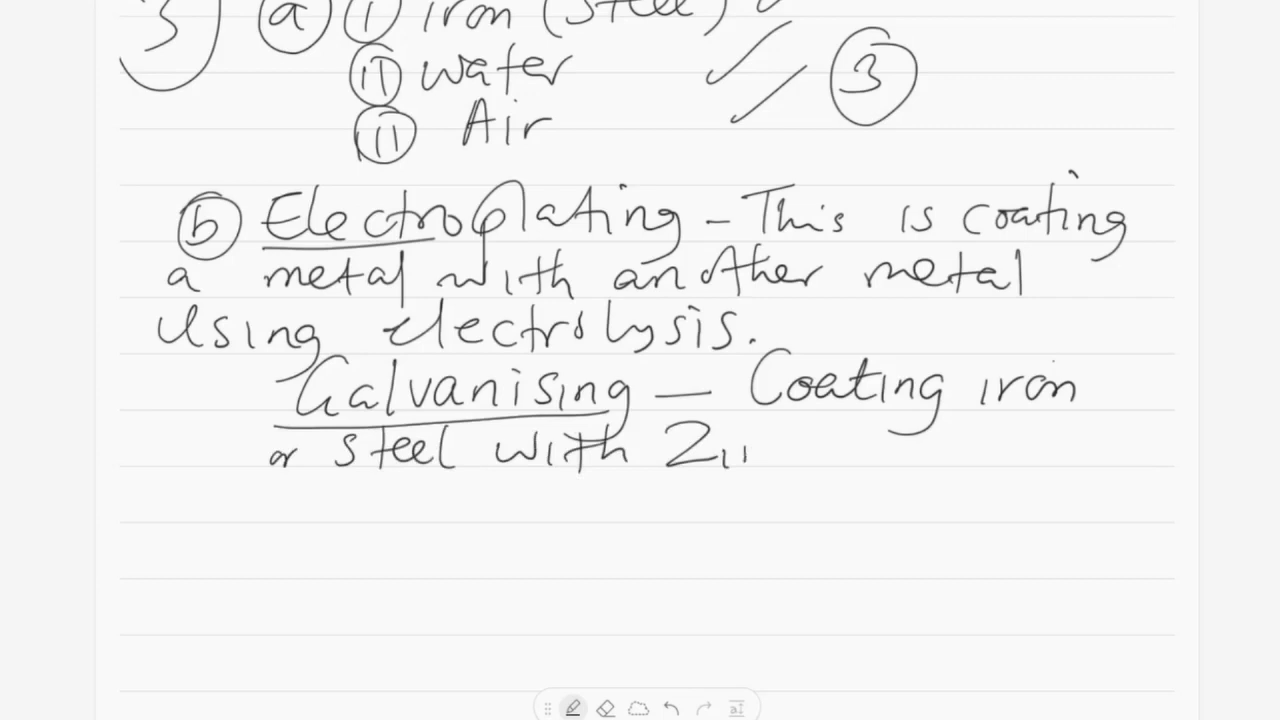 3 a i iron (steel)
ii water 3
iii Air
b Electroplating - This is coating
a metal with another metal
using electrolysis.
Galvanising - Coating iron
or steel with